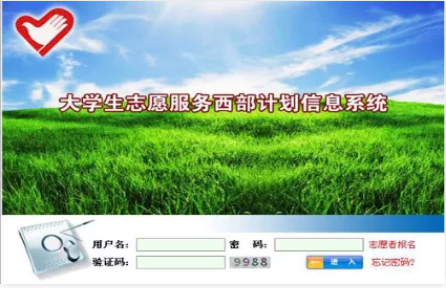 大学生志愿服务西部计划信息系统
用户名： 密 码： 志愿者报名
验证码： 9988 进 入 忘记密码?